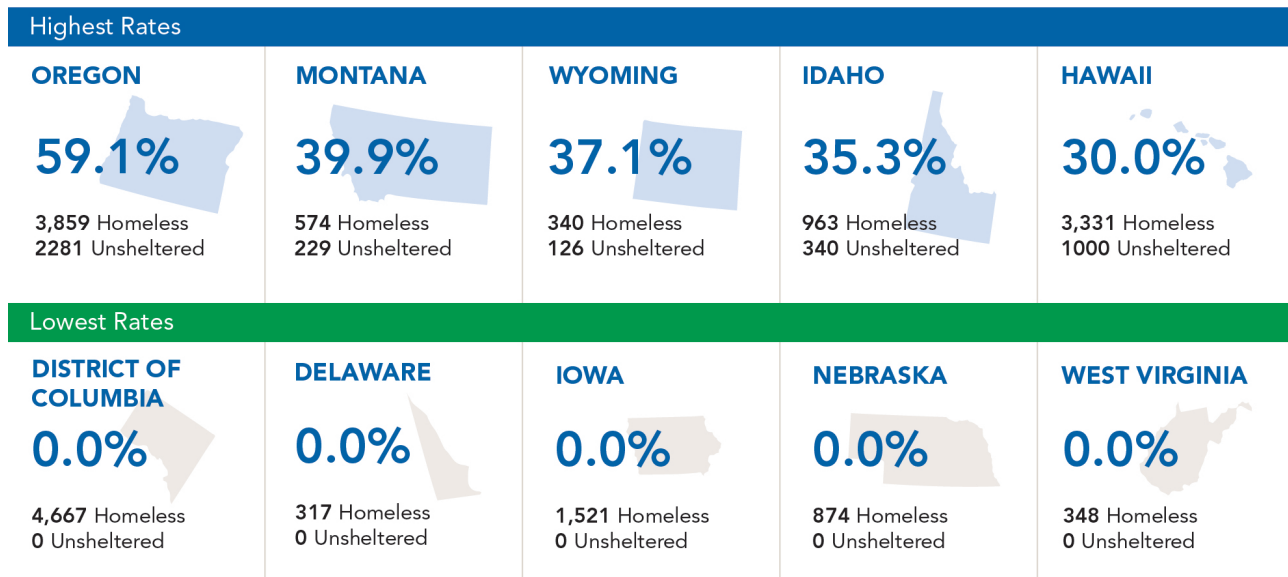 Highest Rates
OREGON
59.1%
3,859 Homeless
2281 Unsheltered
MONTANA
39.9%
574 Homeless
229 Unsheltered
WYOMING
37.1%
340 Homeless
126 Unsheltered
IDAHO
35.3%
963 Homeless
340 Unsheltered
HAWAII
30.0%
3,331 Homeless
1000 Unsheltered
Lowest Rates
DISTRICT OF
COLUMBIA
0.0%
4,667 Homeless
0 Unsheltered
DELAWARE
0.0%
317 Homeless
0 Unsheltered
IOWA
0.0%
1,521 Homeless
0 Unsheltered
NEBRASKA
0.0%
874 Homeless
0 Unsheltered
WEST VIRGINIA
0.0%
348 Homeless
0 Unsheltered